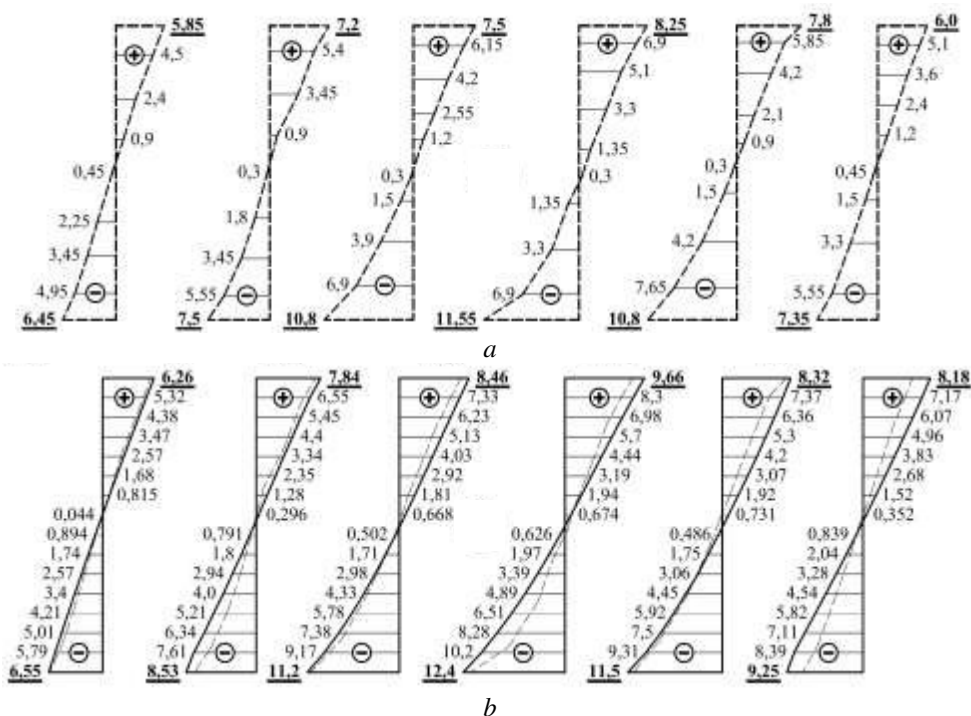 5,85 7,2 7,5 8,25 7,8 6,0
4,5 5,4 6,15 6,9 5,85 5,1
2,4 3,45 4,2 5,1 4,2 3,6
0,9 0,9 2,55 3,3 2,1 2,4
1,2 1,35 0,9 1,2
0,45 0,3 0,3 0,3 0,3 0,45
2,25 1,8 1,5 1,35 1,5 1,5
3,45 3,45 3,9 3,3 4,2 3,3
4,95 5,55 6,9 6,9 7,65 5,55
6,45 7,5 10,8 11,55 10,8 7,35
a
6,26 7,84 8,46 9,66 8,32 8,18
5,32 6,55 7,33 8,3 7,37 7,17
4,38 5,45 6,23 6,98 6,36 6,07
3,47 4,4 5,13 5,7 5,3 4,96
2,57 3,34 4,03 4,44 4,2 3,83
1,68 2,35 2,92 3,19 3,07 2,68
0,815 1,28 1,81 1,94 1,92 1,52
0,044 0,296 0,668 0,674 0,731 0,352
0,894 0,791 0,502 0,626 0,486 0,839
1,74 1,8 1,71 1,97 1,75 2,04
2,57 2,94 2,98 3,39 3,06 3,28
3,4 4,0 4,33 4,89 4,45 4,54
4,21 5,21 5,78 6,51 5,92 5,82
5,01 6,34 7,38 8,28 7,5 7,11
5,79 7,61 9,17 10,2 9,31 8,39
6,55 8,53 11,2 12,4 11,5 9,25
b